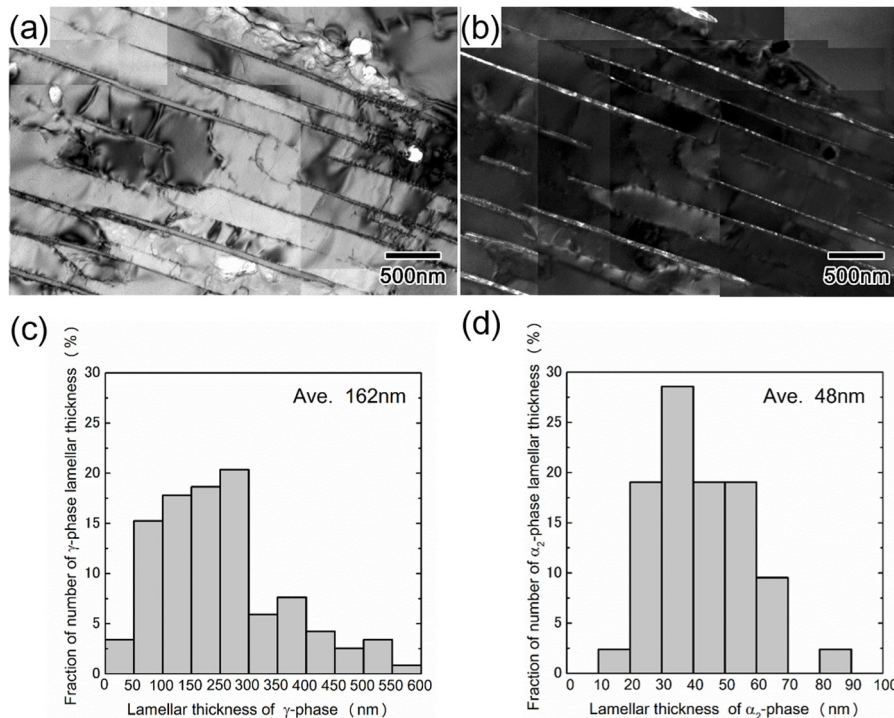 (a)
500nm
(b)
500nm
(c)
Fraction of number of γ-phase lamellar thickness (%)
30
25
20
15
10
5
0
Ave. 162nm
0 50 100 150 250 300 350 400 450 500 550 600
Lamellar thickness of γ-phase (nm)
(d)
Fraction of number of α₂-phase lamellar thickness (%)
30
25
20
15
10
5
0
Ave. 48nm
0 10 20 30 40 50 60 70 80 90 100
Lamellar thickness of α₂-phase (nm)